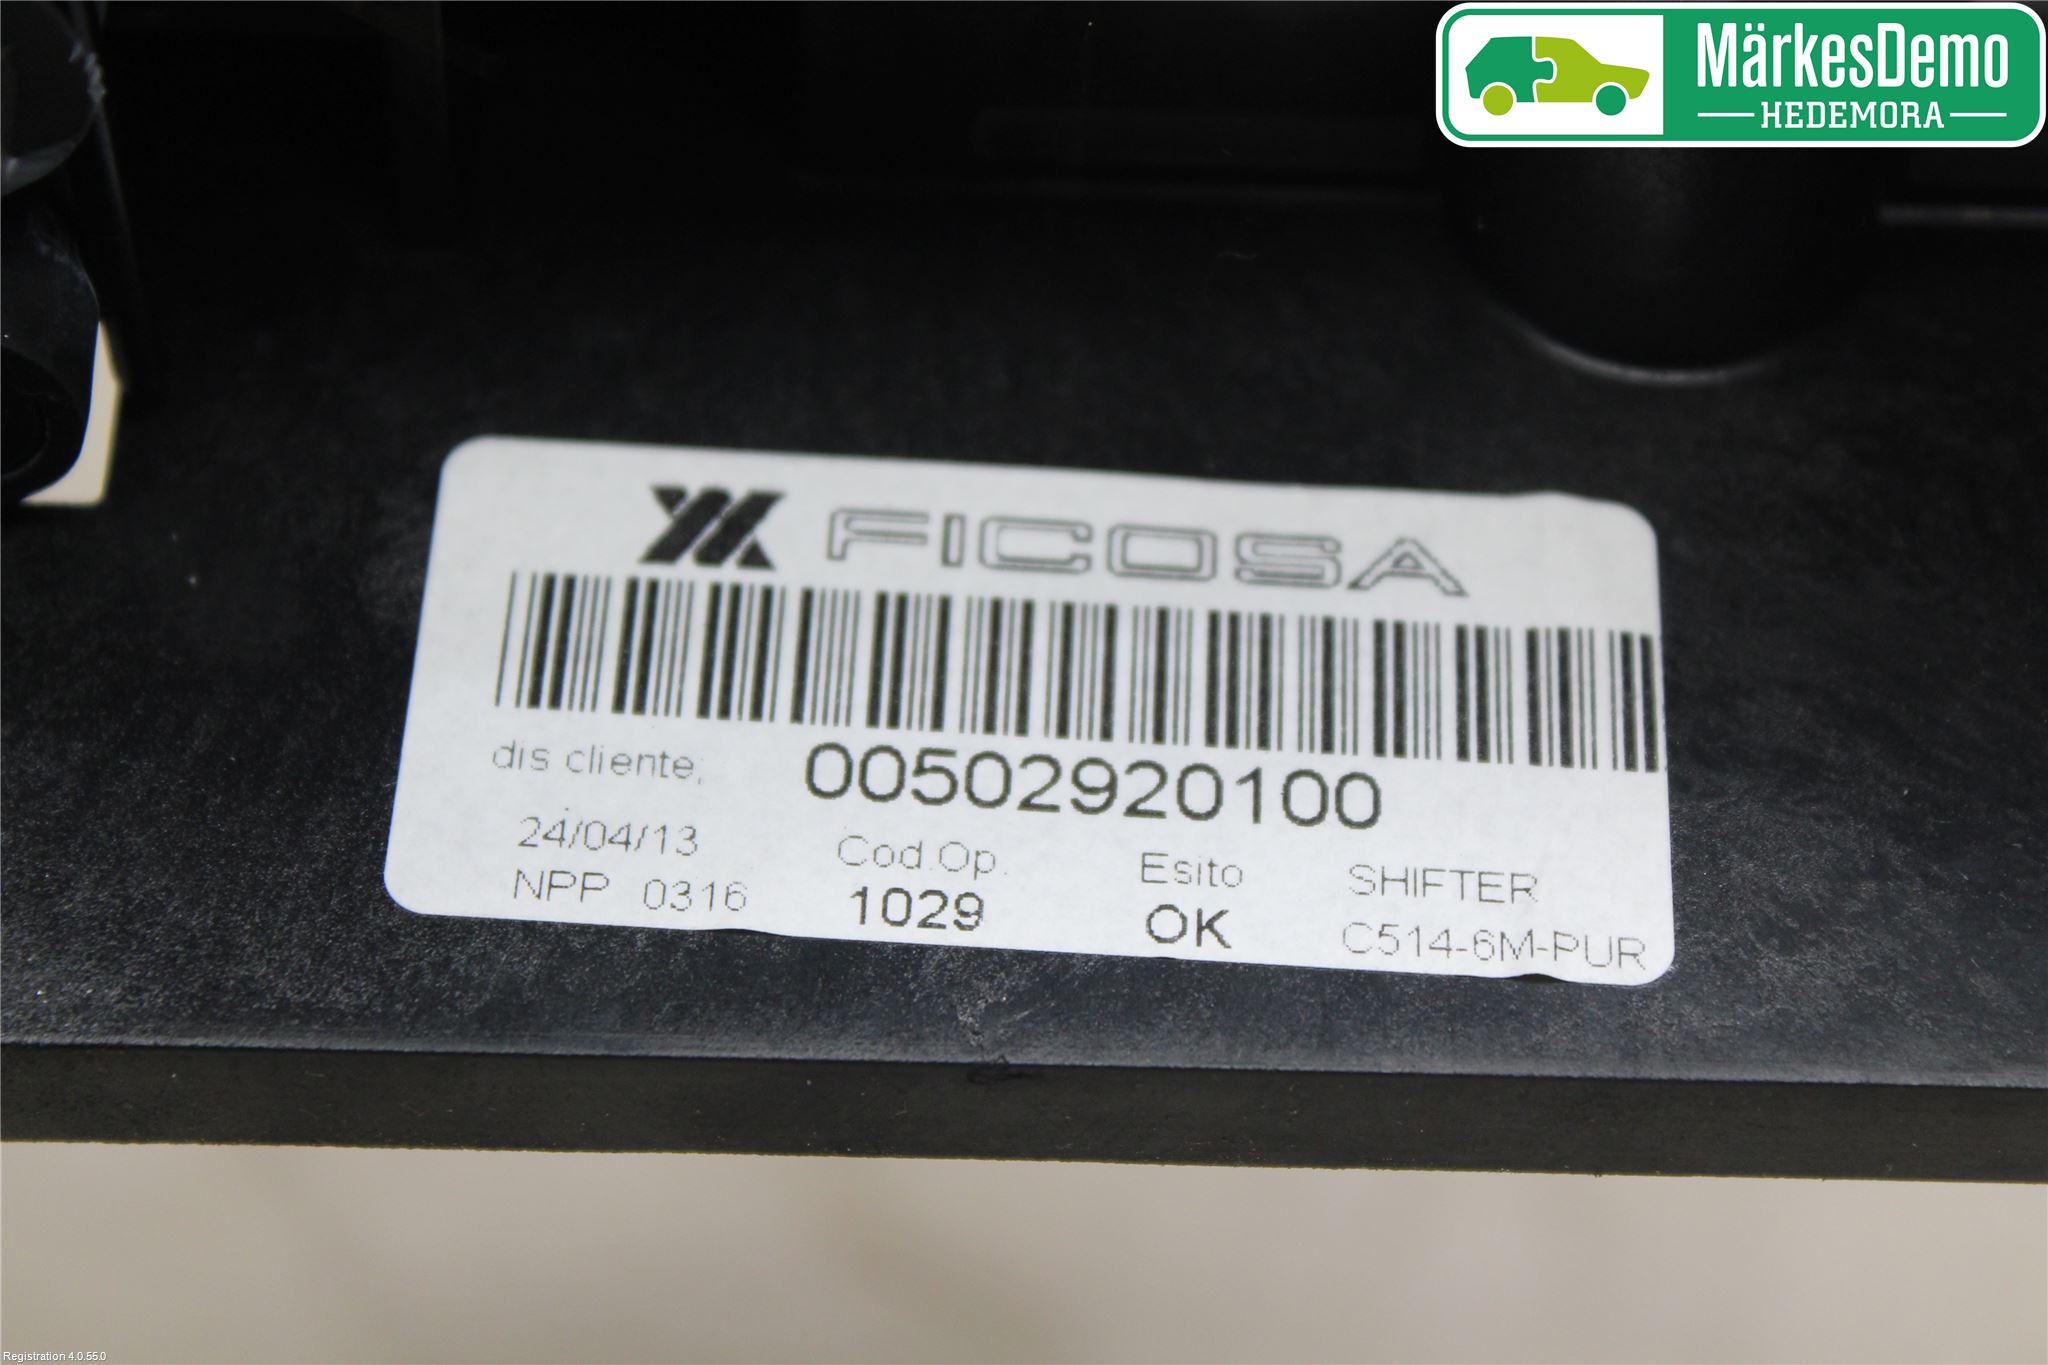 MärkesDemo
HEDEMORA
FICOSA
dis cliente: 00502920100
24/04/13 Cod.Op. Esito SHIFTER
NPP 0316 1029 OK C514-6M-PUR
Registration 4.0.55.0